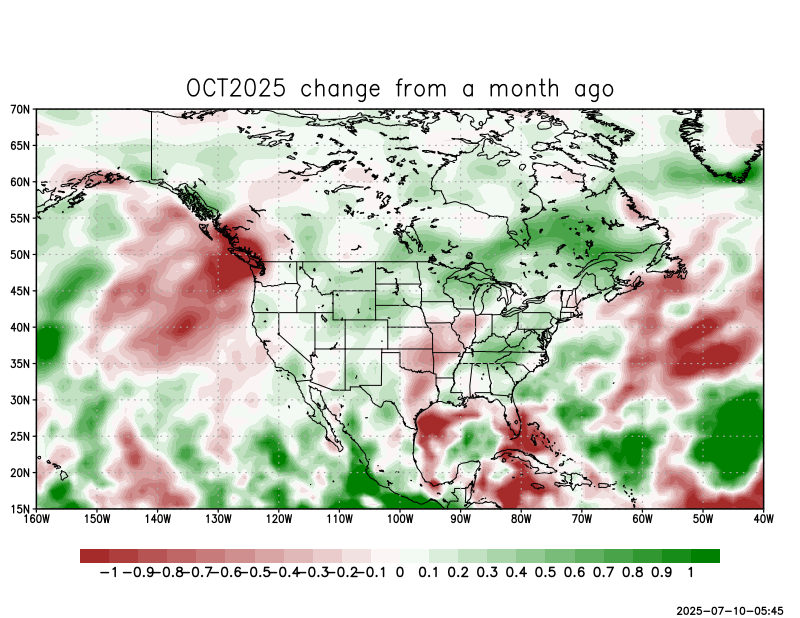 OCT2025 change from a month ago
70N
65N
60N
55N
50N
45N
40N
35N
30N
25N
20N
15N
160W 150W 140W 130W 120W 110W 100W 90W 80W 70W 60W 50W 40W
-1 -0.9 -0.8 -0.7 -0.6 -0.5 -0.4 -0.3 -0.2 -0.1 0 0.1 0.2 0.3 0.4 0.5 0.6 0.7 0.8 0.9 1
2025-07-10-05:45